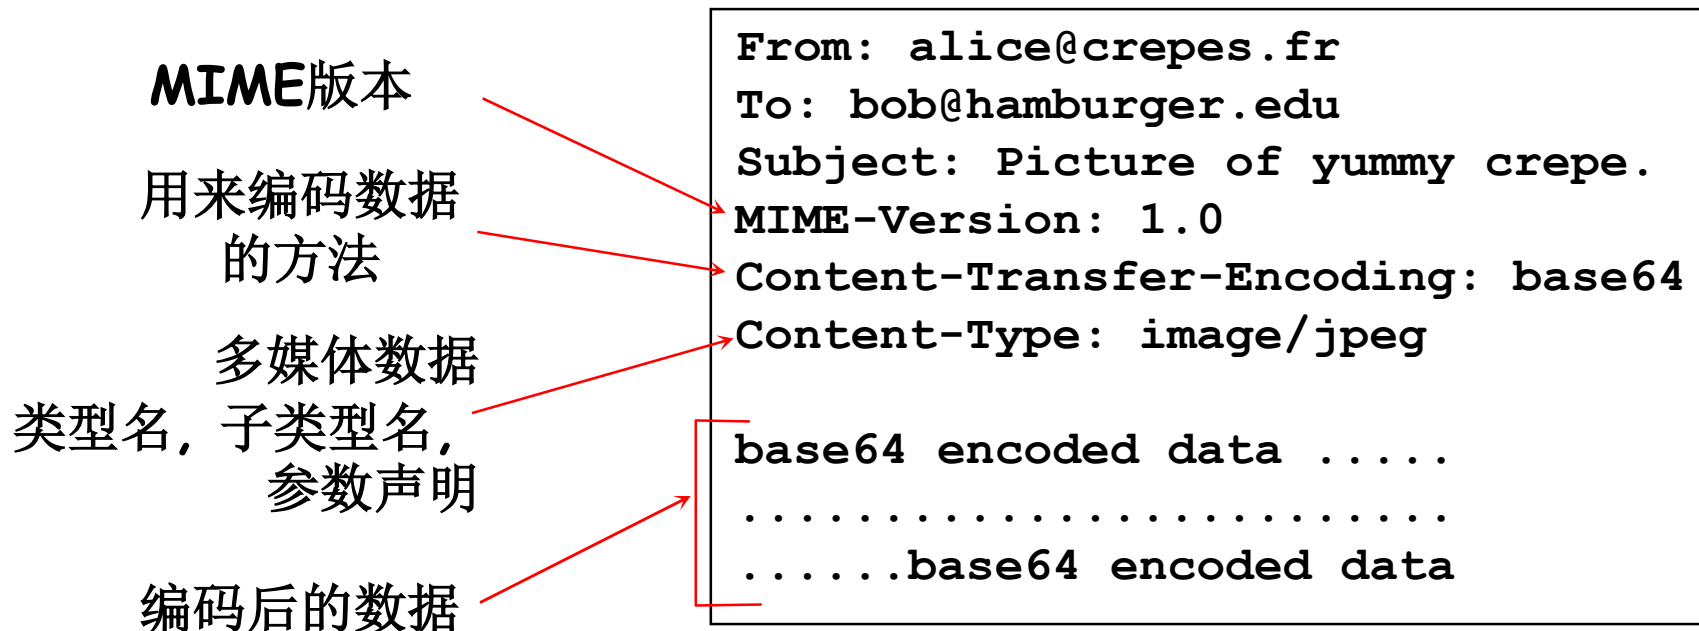 MIME版本
用来编码数据
的方法
多媒体数据
类型名, 子类型名,
参数声明
编码后的数据
From: alice@crepes.fr
To: bob@hamburger.edu
Subject: Picture of yummy crepe.
MIME-Version: 1.0
Content-Transfer-Encoding: base64
Content-Type: image/jpeg
base64 encoded data .....
.........................
......base64 encoded data